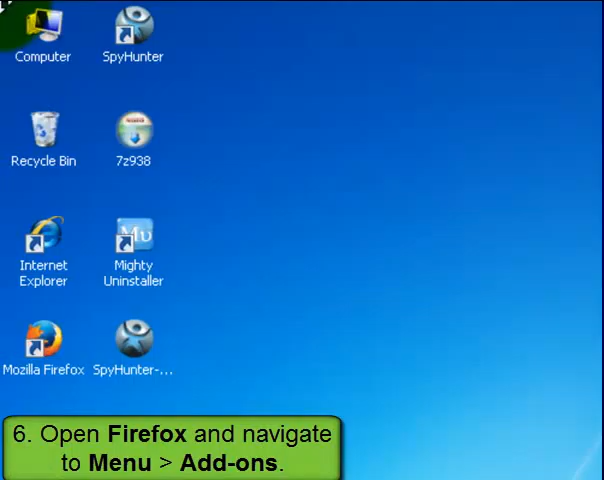 Computer
SpyHunter
Recycle Bin
7z938
Internet
Explorer
Mighty
Uninstaller
Mozilla Firefox
SpyHunter-...
6. Open Firefox and navigate
to Menu > Add-ons.